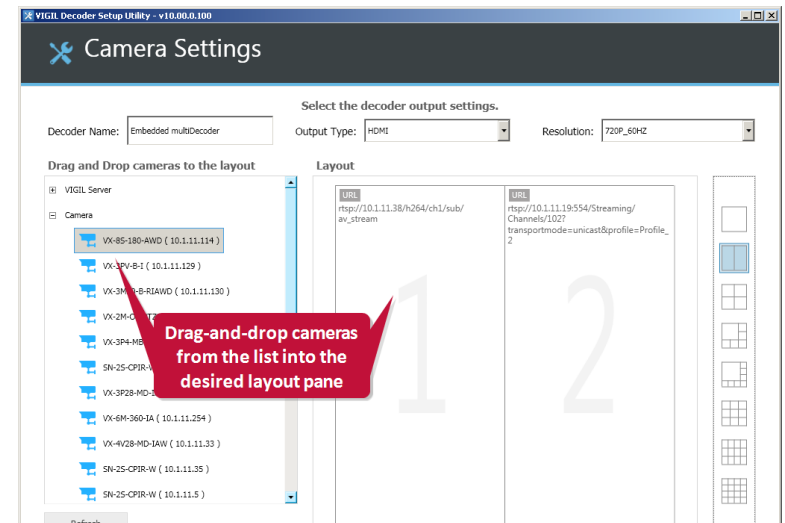 VIGIL Decoder Setup Utility - v10.00.0.100
Camera Settings
Select the decoder output settings.
Decoder Name: Embedded multiDecoder
Output Type: HDMI
Resolution: 720P_60HZ
Drag and Drop cameras to the layout
Layout
VIGIL Server
Camera
VX-8S-180-AWD ( 10.1.11.114 )
VX-3PV-B-I ( 10.1.11.129 )
-B-RIAWD ( 10.1.11.130 )
VX-2M-O
VX-3P4-M
SN-2S-CPIR-
VX-3P28-MD-
VX-6M-360-IA ( 10.1.11.254 )
VX-4V28-MD-IAW ( 10.1.11.33 )
SN-2S-CPIR-W ( 10.1.11.35 )
SN-2S-CPIR-W ( 10.1.11.5 )
Refresh
URL
rtsp://10.1.11.38/h264/ch1/sub/
av_stream
1
URL
rtsp://10.1.11.19:554/Streaming/
Channels/102?
transportmode=unicast&profile=Profile_
2
2
Drag-and-drop cameras
from the list into the
desired layout pane